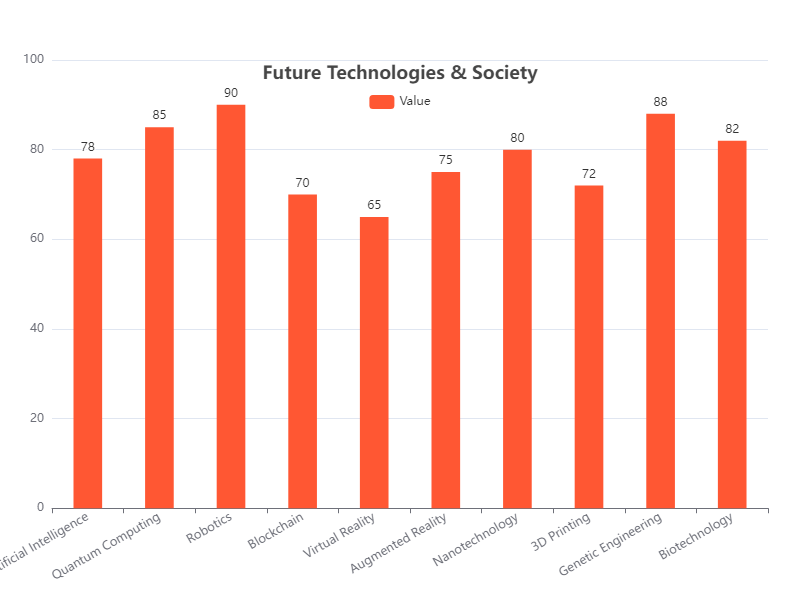 Future Technologies & Society
Value
100
80
60
40
20
0
78
85
90
70
65
75
80
72
88
82
Intelligence
Quantum Computing
Robotics
Blockchain
Virtual Reality
Augmented Reality
Nanotechnology
3D Printing
Genetic Engineering
Biotechnology